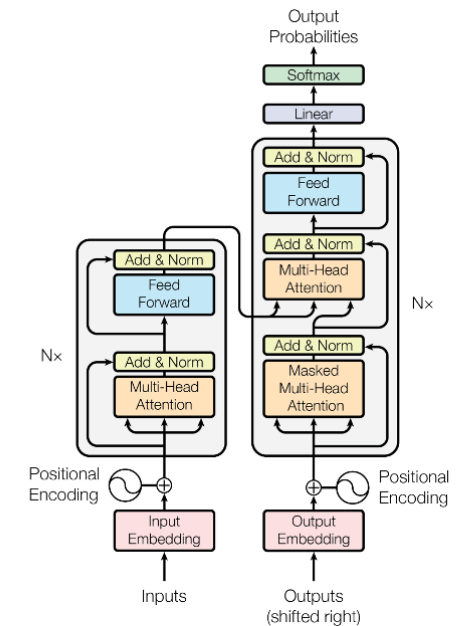 Output
Probabilities
Softmax
Linear
Add & Norm
Feed
Forward
Add & Norm
Multi-Head
Attention
Nx
Add & Norm
Masked
Multi-Head
Attention
Positional
Encoding
Output
Embedding
Outputs
(shifted right)
Add & Norm
Feed
Forward
N×
Add & Norm
Multi-Head
Attention
Positional
Encoding
Input
Embedding
Inputs